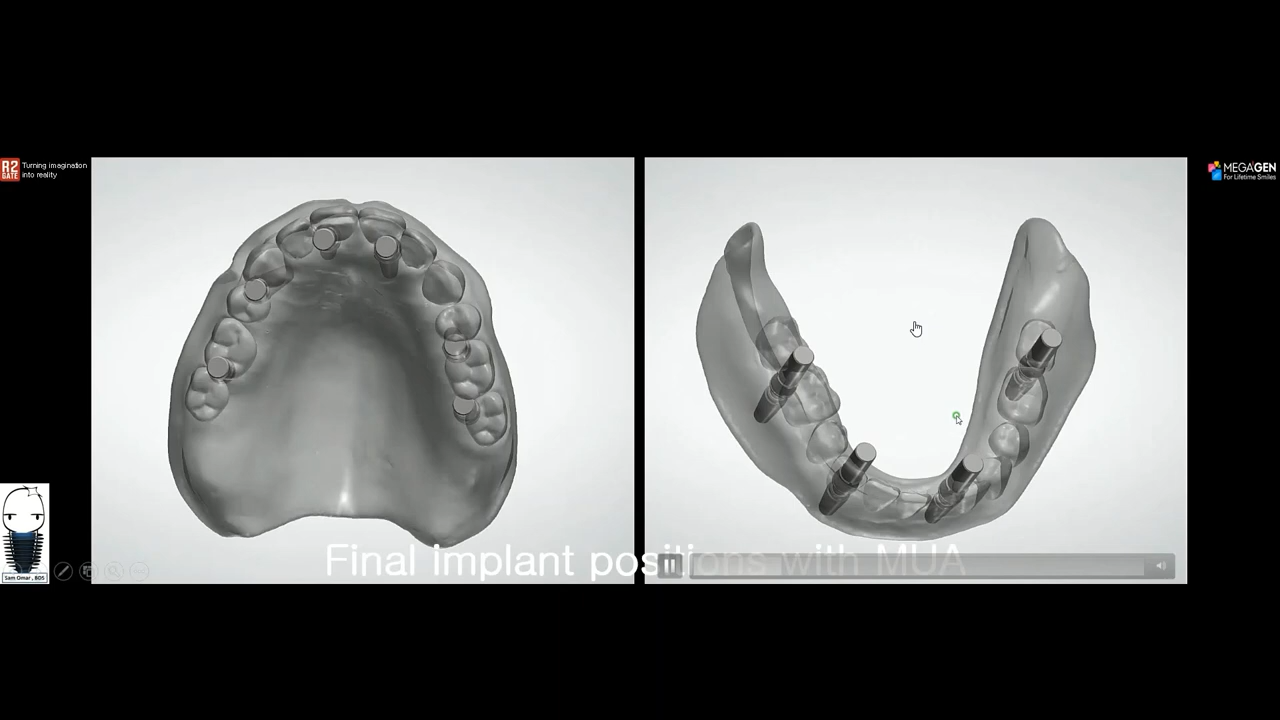 R2
GATE
Turning imagination
into reality
MEGAGEN
For Lifetime Smiles
Final implant positions with MUA
Sam Omar , BDS